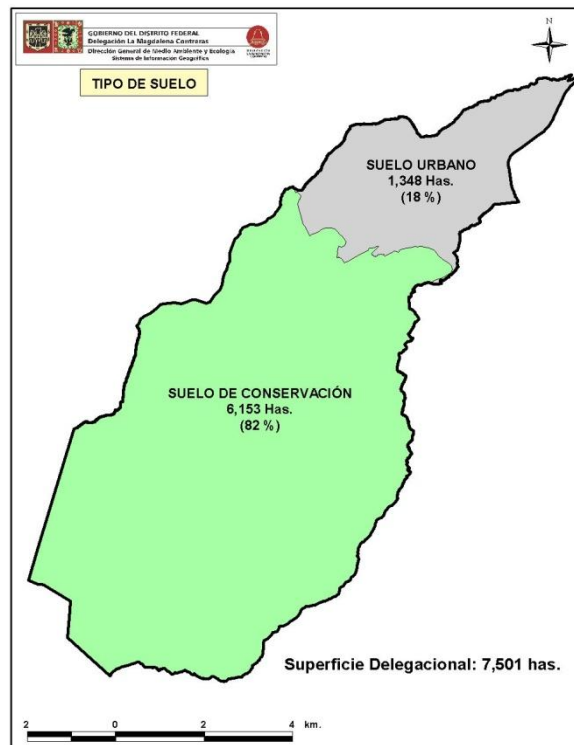 GOBIERNO DEL DISTRITO FEDERAL
Delegación La Magdalena Contreras
Dirección General de Medio Ambiente y Ecología
Sistema de Información Geográfica
N
TIPO DE SUELO
SUELO URBANO
1,348 Has.
(18 %)
SUELO DE CONSERVACIÓN
6,153 Has.
(82 %)
Superficie Delegacional: 7,501 has.
2 0 2 4 km.